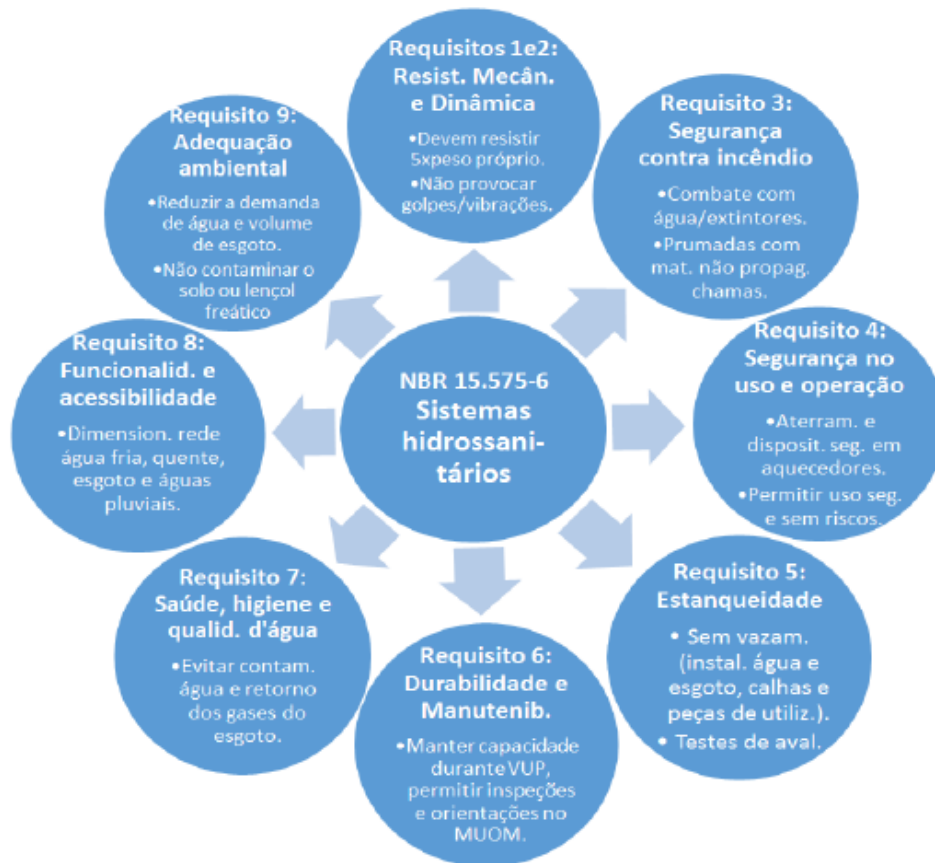 Requisitos 1e2:
Resist. Mecân.
e Dinâmica
•Devem resistir
5xpeso próprio.
•Não provocar
golpes/vibrações.
Requisito 3:
Segurança
contra incêndio
•Combate com
água/extintores.
•Prumadas com
mat. não propag.
chamas.
Requisito 4:
Segurança no
uso e operação
•Aterram. e
disposit. seg. em
aquecedores.
•Permitir uso seg.
e sem riscos.
Requisito 5:
Estanqueidade
• Sem vazam.
(instal. água e
esgoto, calhas e
peças de utiliz.).
• Testes de aval.
Requisito 6:
Durabilidade e
Manutenib.
•Manter capacidade
durante VUP,
permitir inspeções
e orientações no
MUOM.
Requisito 7:
Saúde, higiene e
qualid. d'água
•Evitar contam.
água e retorno
dos gases do
esgoto.
Requisito 8:
Funcionalid. e
acessibilidade
•Dimension. rede
água fria, quente,
esgoto e águas
pluviais.
Requisito 9:
Adequação
ambiental
•Reduzir a demanda
de água e volume
de esgoto.
•Não contaminar o
solo ou lençol
freático
NBR 15.575-6
Sistemas
hidrossani-
tários